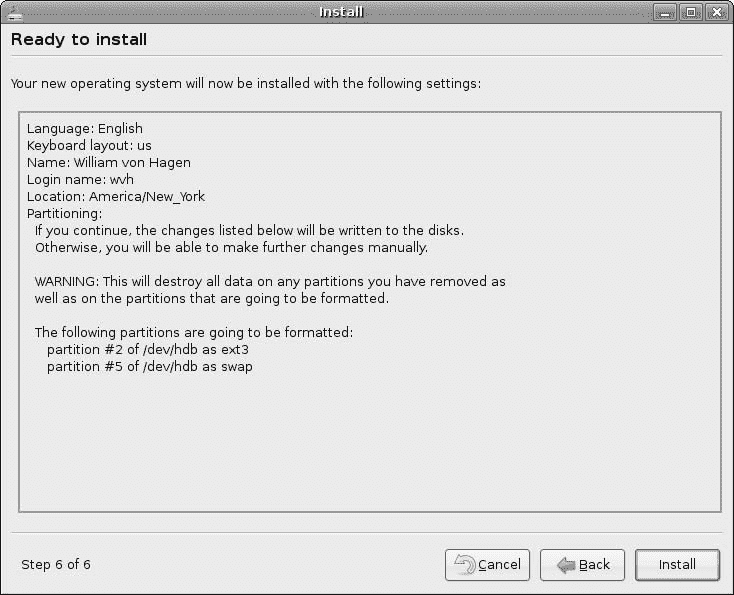 Install
Ready to install
Your new operating system will now be installed with the following settings:
Language: English
Keyboard layout: us
Name: William von Hagen
Login name: wvh
Location: America/New_York
Partitioning:
If you continue, the changes listed below will be written to the disks.
Otherwise, you will be able to make further changes manually.
WARNING: This will destroy all data on any partitions you have removed as
well as on the partitions that are going to be formatted.
The following partitions are going to be formatted:
partition #2 of /dev/hdb as ext3
partition #5 of /dev/hdb as swap
Step 6 of 6
Cancel
Back
Install